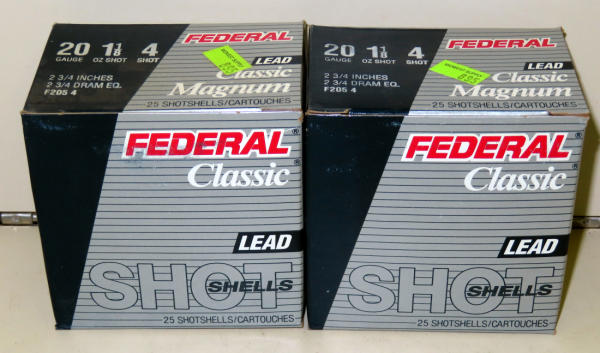 20 1 1/8 4
GAUGE OZ SHOT SHOT
FEDERAL
LEAD
Classic
Magnum
2 3/4 INCHES
2 3/4 DRAM EQ.
F205 4
25 SHOTSHELLS/CARTOUCHES
FEDERAL®
Classic®
LEAD
SHOT
SHELLS
25 SHOTSHELLS/CARTOUCHES
20 1 1/8 4
GAUGE OZ SHOT SHOT
FEDERAL
LEAD
Classic
Magnum
2 3/4 INCHES
2 3/4 DRAM EQ.
F205 4
25 SHOTSHELLS/CARTOUCHES
FEDERAL®
Classic®
LEAD
SHOT
SHELLS
25 SHOTSHELLS/CARTOUCHES